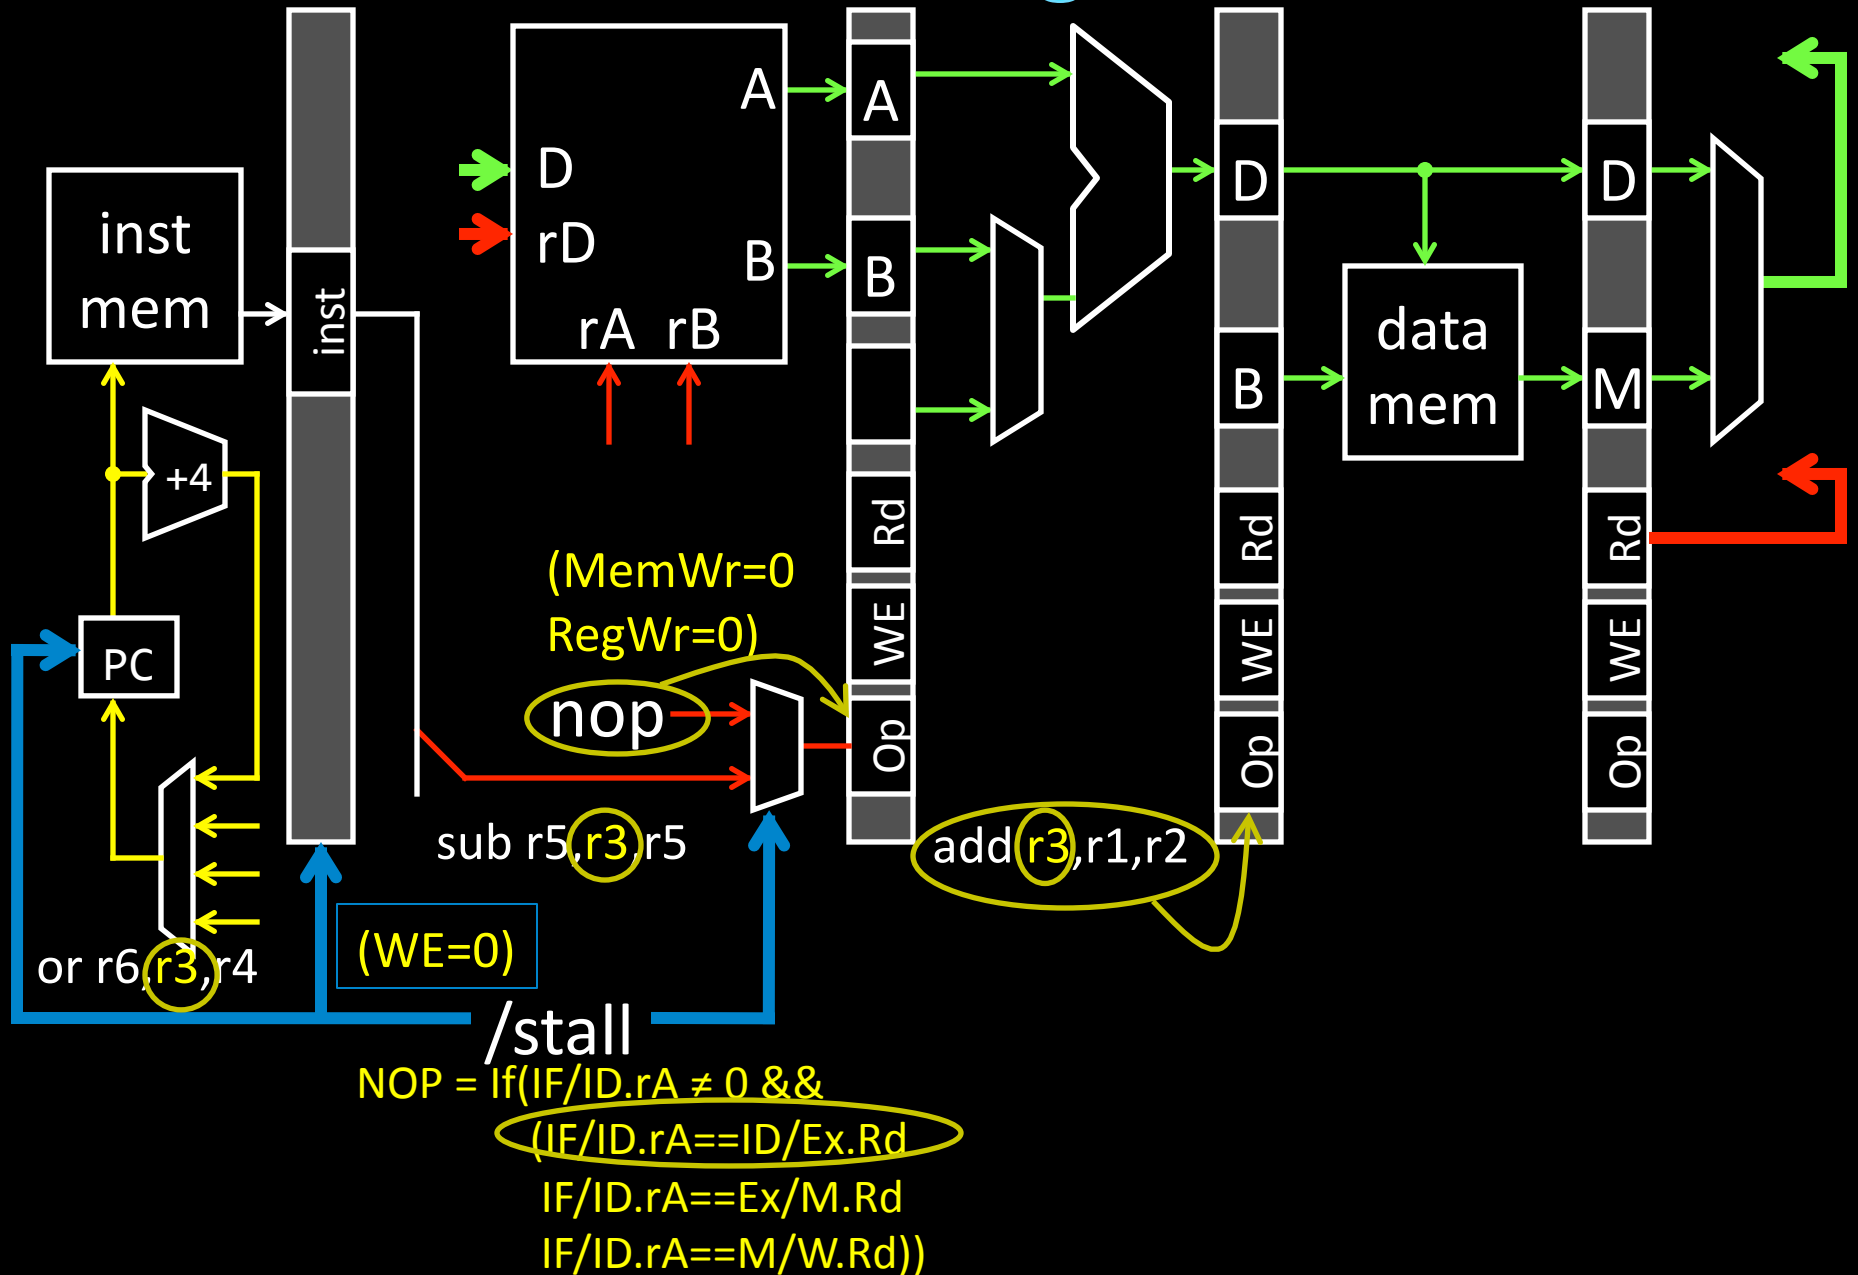 A
A
D
rD
B
B
rA rB
inst
mem
inst
+4
PC
D
D
B
M
data
mem
Rd
Rd
Rd
WE
WE
WE
Op
Op
Op
(MemWr=0
RegWr=0)
nop
sub r5,r3,r5
add r3,r1,r2
or r6,r3,r4
(WE=0)
/stall
NOP = If(IF/ID.rA ≠ 0 &&
(IF/ID.rA==ID/Ex.Rd
IF/ID.rA==Ex/M.Rd
IF/ID.rA==M/W.Rd))